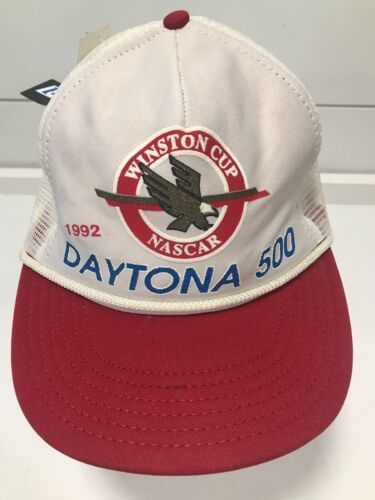 WINSTON CUP
NASCAR
1992
DAYTONA 500